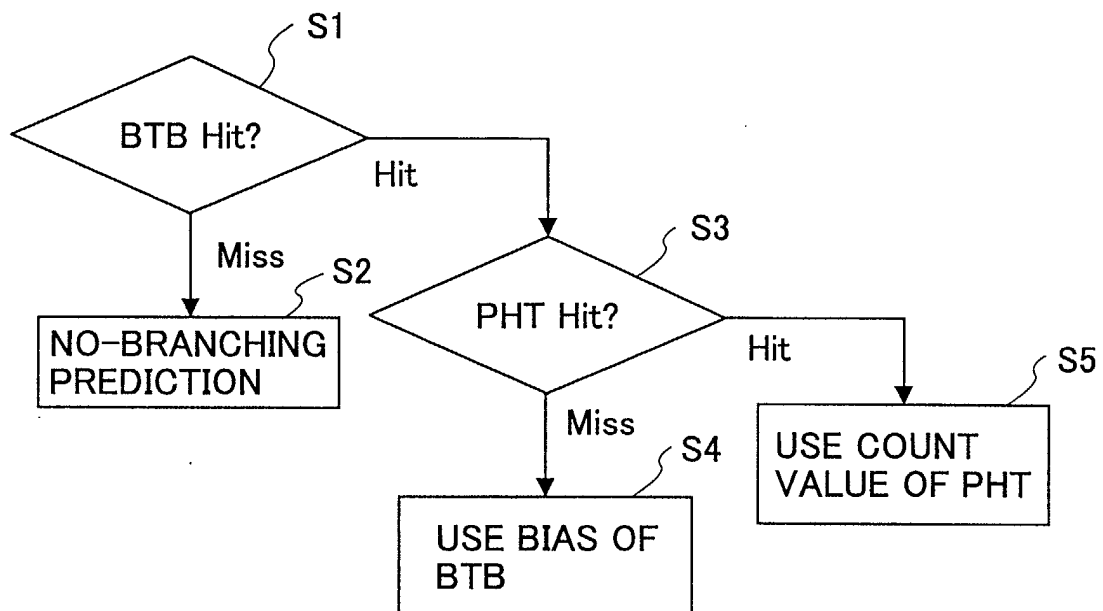 S1
BTB Hit?
Hit
Miss
S2
NO-BRANCHING
PREDICTION
S3
PHT Hit?
Hit
Miss
S4
USE BIAS OF
BTB
S5
USE COUNT
VALUE OF PHT